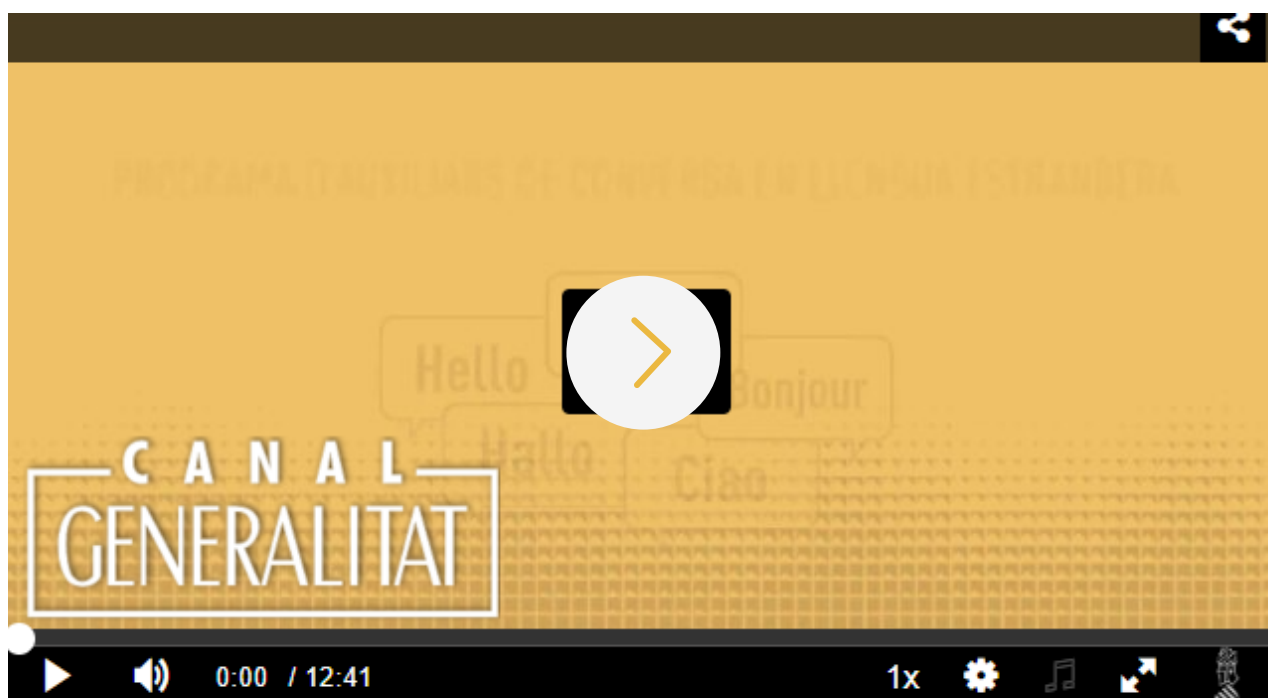 PROGRAMA D'AUXILIARS DE CONVERSA EN LLENGUA ESTRANGERA
Hello
Bonjour
Hallo
Ciao
CANAL
GENERALITAT
0:00 / 12:41
1x